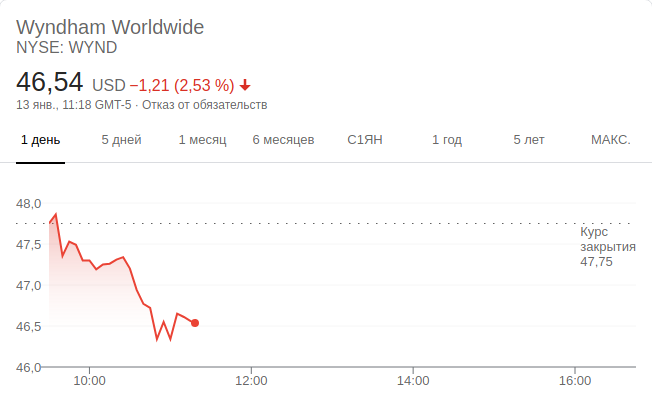 Wyndham Worldwide
NYSE: WYND
46,54 USD −1,21 (2,53 %)
13 янв., 11:18 GMT-5 · Отказ от обязательств
1 день 5 дней 1 месяц 6 месяцев С1ЯН 1 год 5 лет МАКС.
48,0
Курс
закрытия
47,75
47,5
47,0
46,5
46,0
10:00 12:00 14:00 16:00